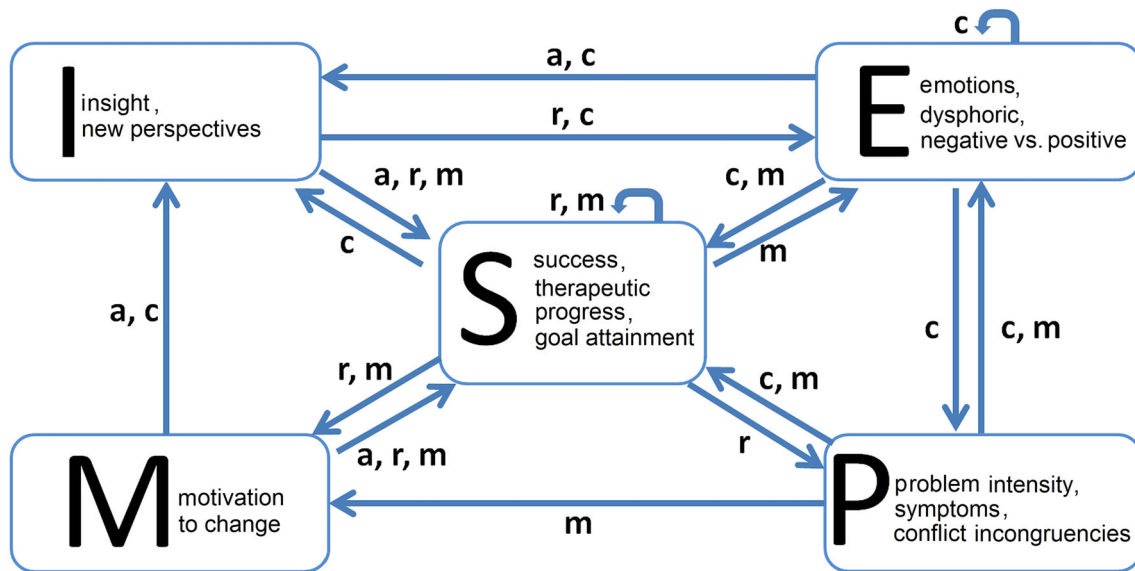 c
a, c
I insight,
new perspectives
E emotions,
dysphoric,
negative vs. positive
r, c
a, r, m
c
r, m
c, m
m
S success,
therapeutic
progress,
goal attainment
a, c
c
c, m
r, m
c, m
a, r, m
r
M motivation
to change
m
P problem intensity,
symptoms,
conflict incongruencies